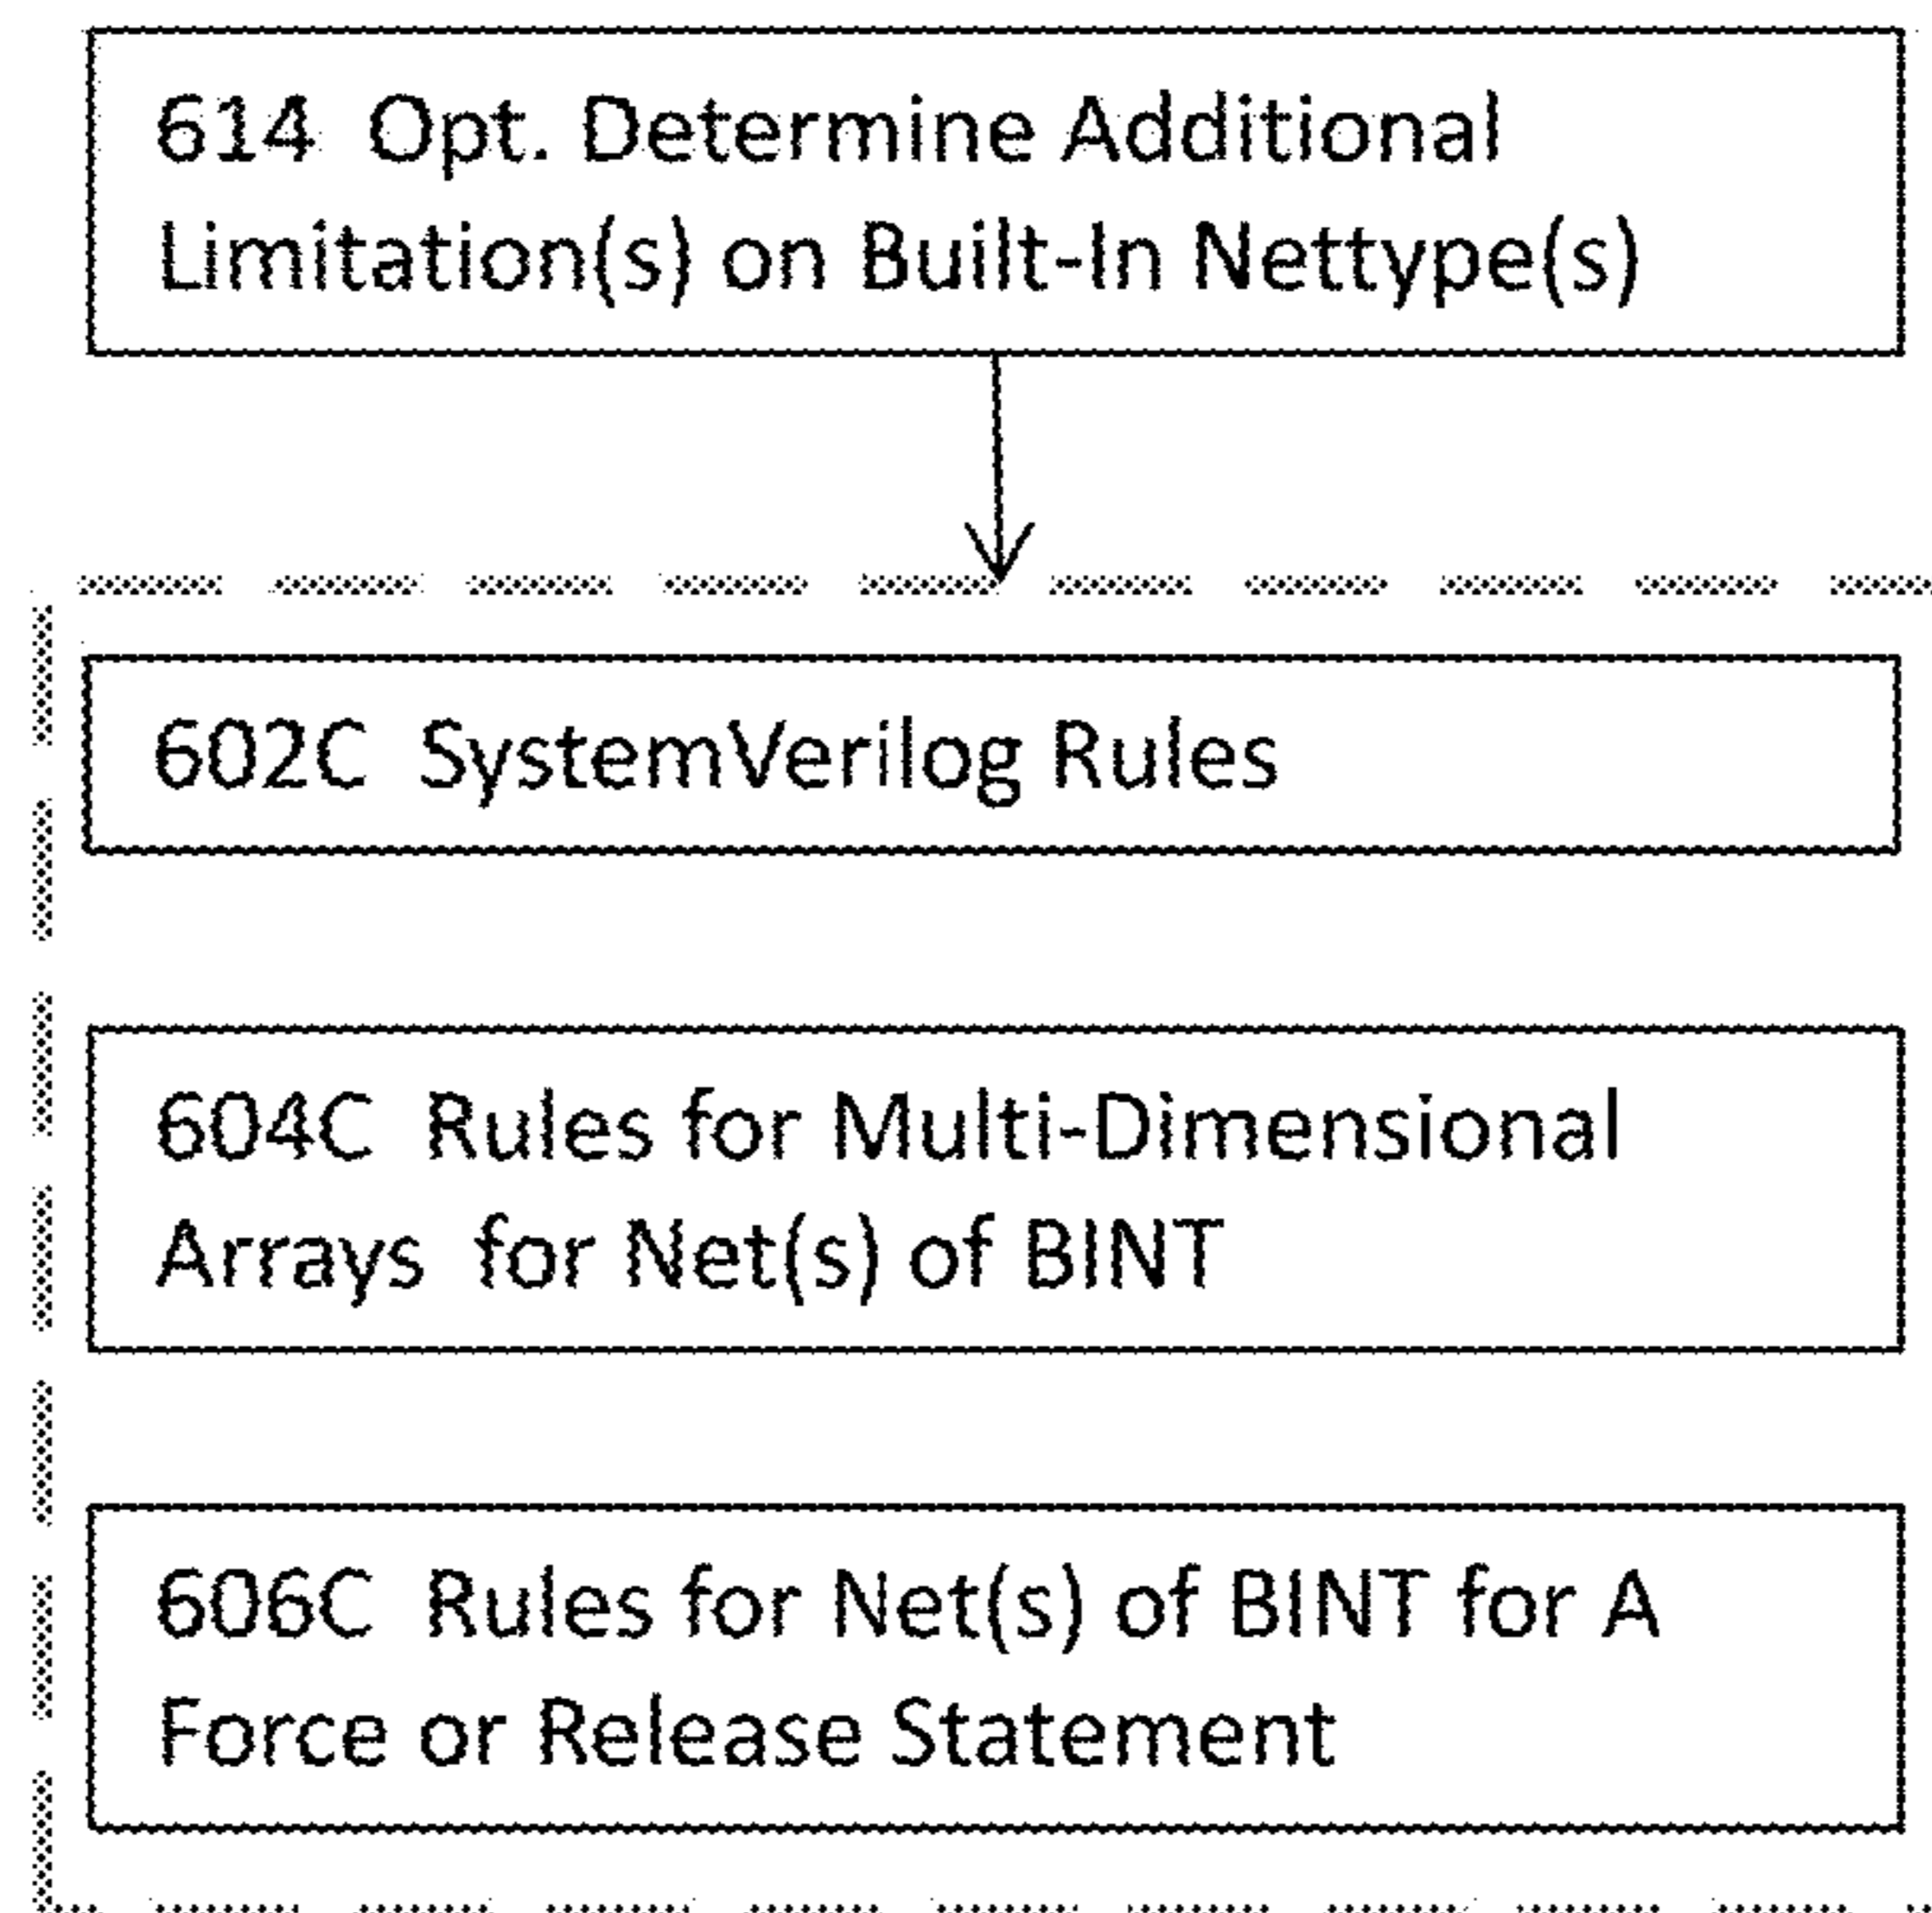 614 Opt. Determine Additional
Limitation(s) on Built-In Nettype(s)
602C SystemVerilog Rules
604C Rules for Multi-Dimensional
Arrays for Net(s) of BINT
606C Rules for Net(s) of BINT for A
Force or Release Statement